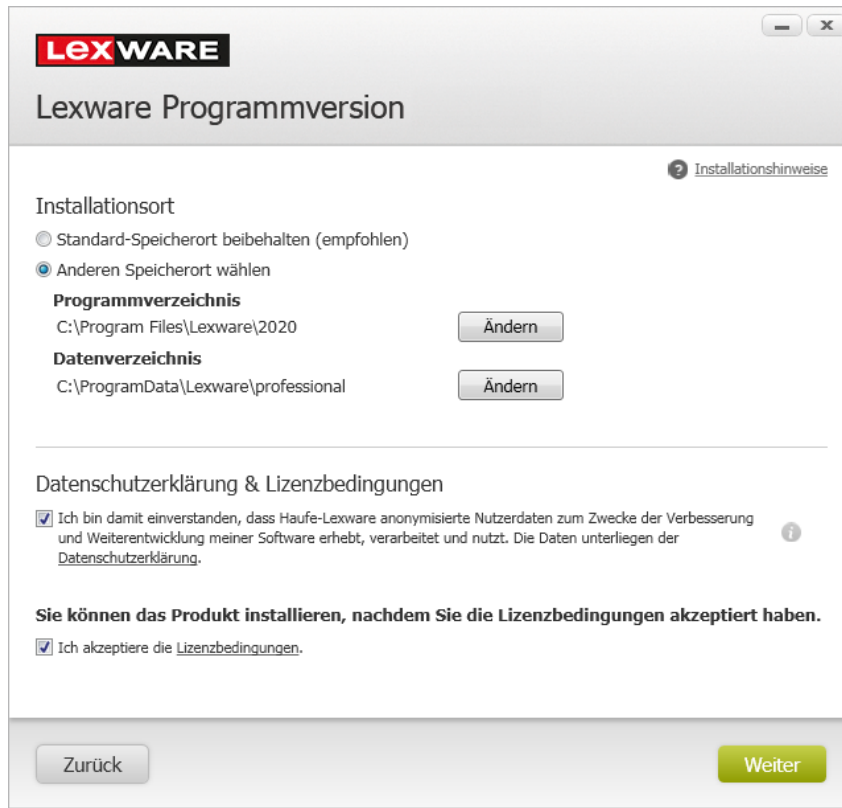 LEXWARE
Lexware Programmversion
? Installationshinweise
Installationsort
Standard-Speicherort beibehalten (empfohlen)
Anderen Speicherort wählen
Programmverzeichnis
C:\Program Files\Lexware\2020
Ändern
Datenverzeichnis
C:\ProgramData\Lexware\professional
Ändern
Datenschutzerklärung & Lizenzbedingungen
Ich bin damit einverstanden, dass Haufe-Lexware anonymisierte Nutzerdaten zum Zwecke der Verbesserung
und Weiterentwicklung meiner Software erhebt, verarbeitet und nutzt. Die Daten unterliegen der
Datenschutzerklärung.
i
Sie können das Produkt installieren, nachdem Sie die Lizenzbedingungen akzeptiert haben.
Ich akzeptiere die Lizenzbedingungen.
Zurück
Weiter